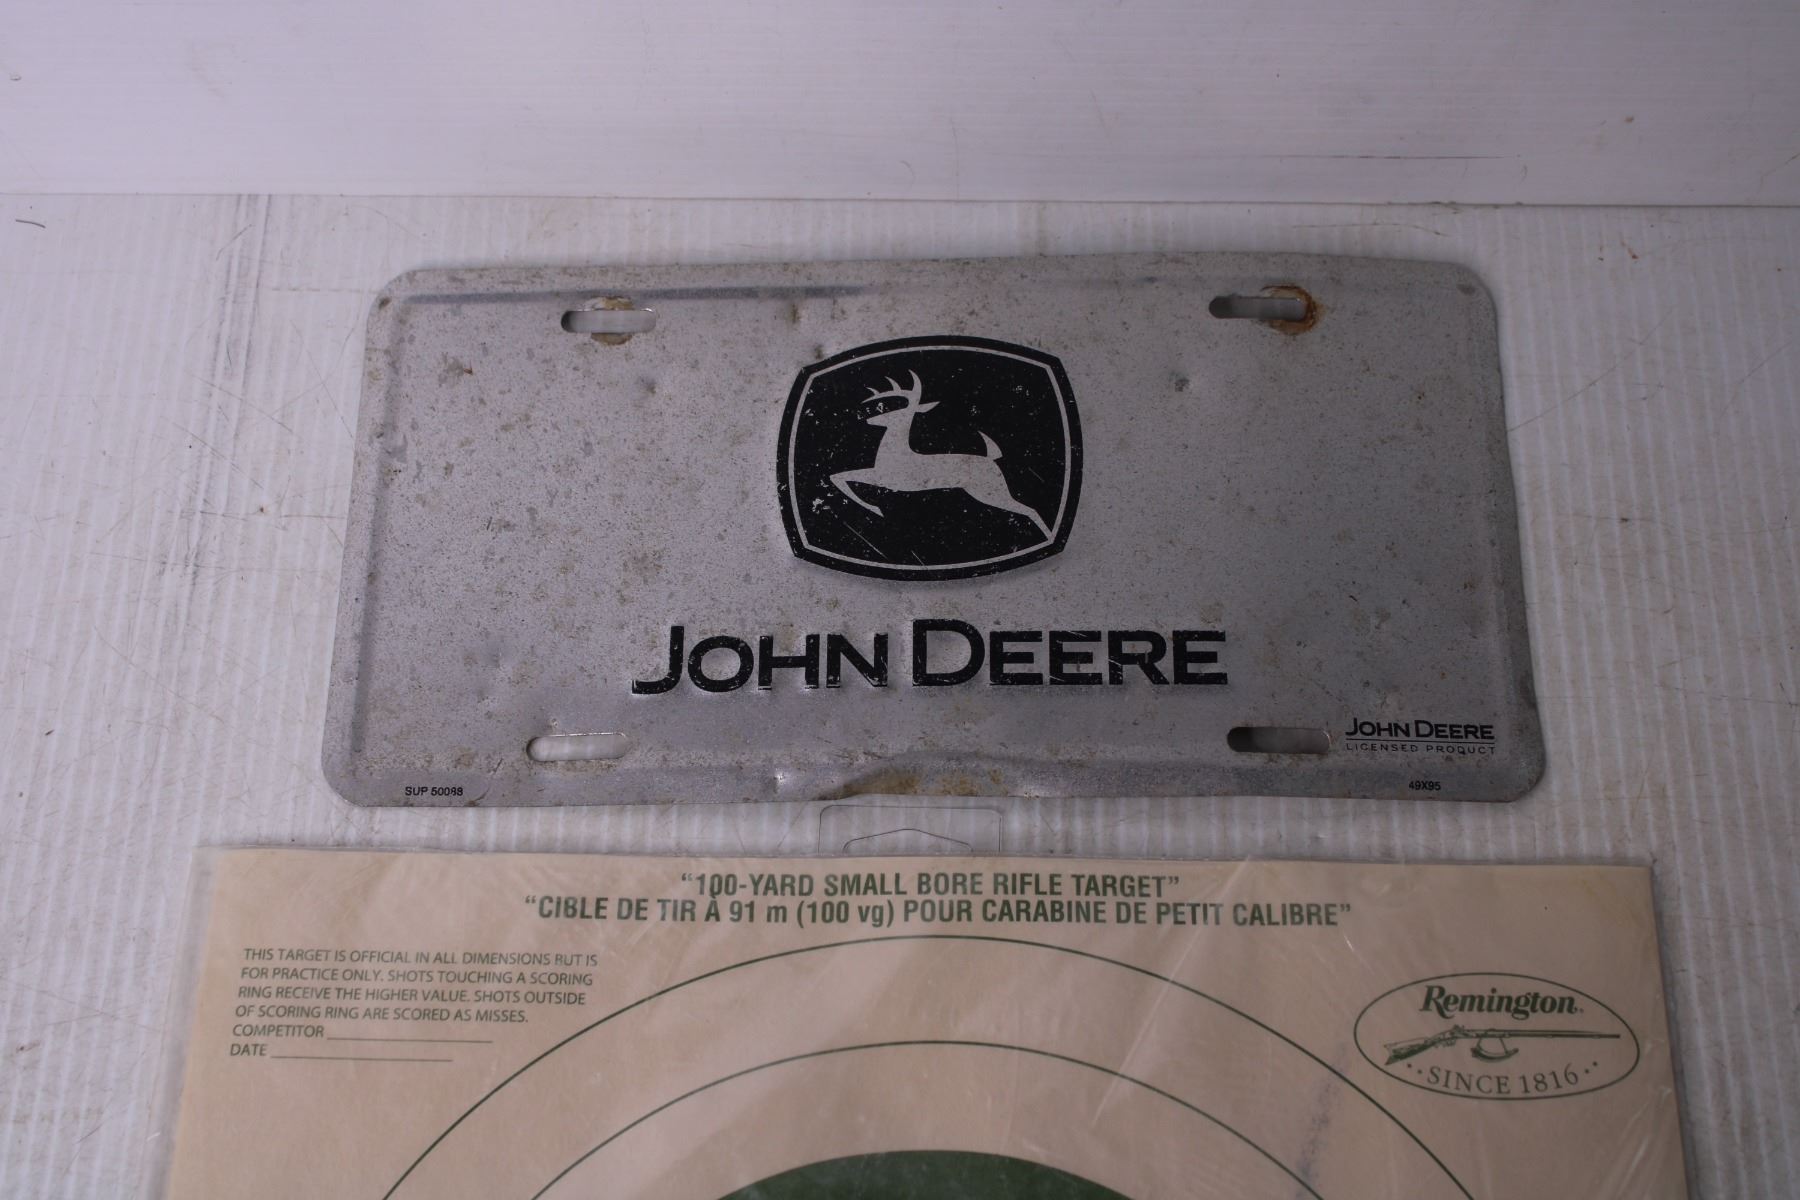 JOHN DEERE
JOHN DEERE
LICENSED PRODUCT
SUP 50088
49X95
"100-YARD SMALL BORE RIFLE TARGET"
"CIBLE DE TIR À 91 m (100 vg) POUR CARABINE DE PETIT CALIBRE"
THIS TARGET IS OFFICIAL IN ALL DIMENSIONS BUT IS
FOR PRACTICE ONLY. SHOTS TOUCHING A SCORING
RING RECEIVE THE HIGHER VALUE. SHOTS OUTSIDE
OF SCORING RING ARE SCORED AS MISSES.
COMPETITOR
DATE
Remington
SINCE 1816